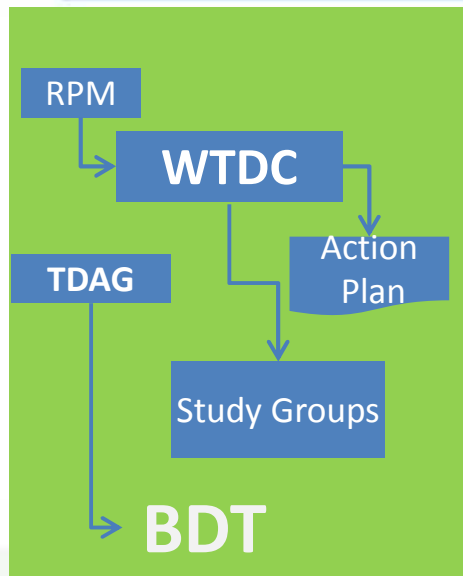 RPM
WTDC
Action
Plan
TDAG
Study Groups
BDT